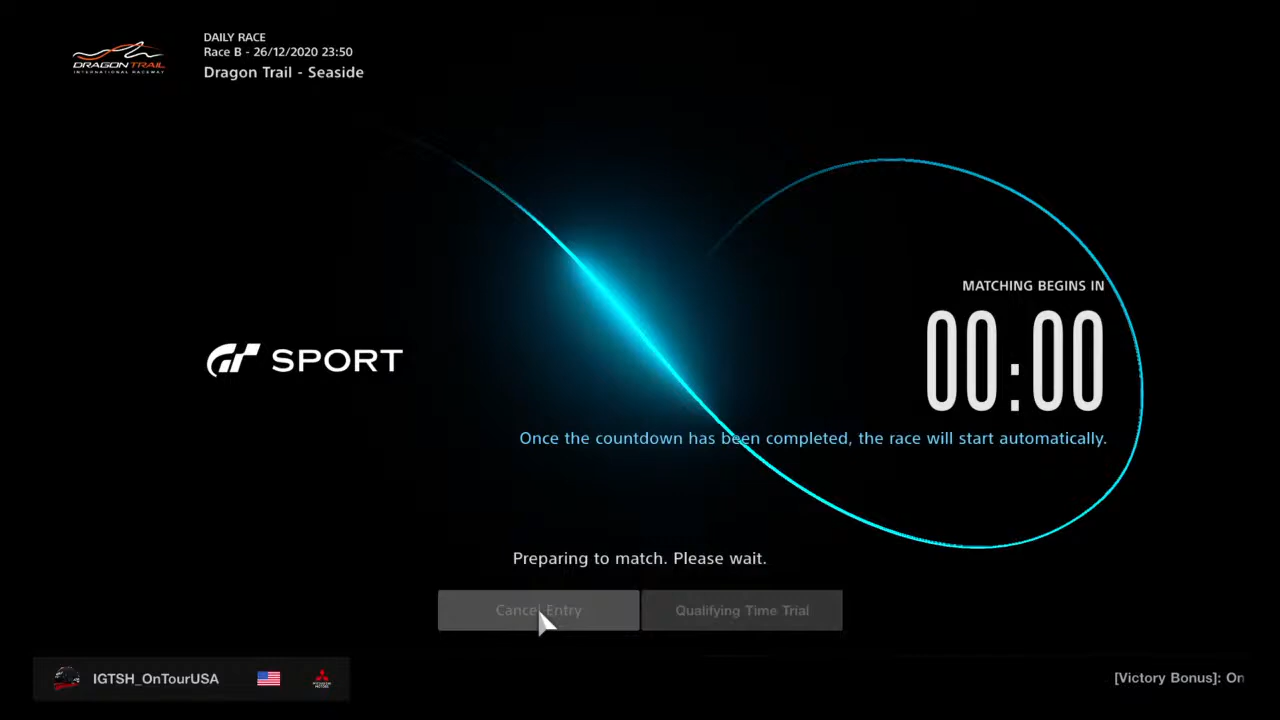 DRAGON TRAIL
INTERNATIONAL RACEWAY
DAILY RACE
Race B - 26/12/2020 23:50
Dragon Trail - Seaside
MATCHING BEGINS IN
00:00
GT SPORT
Once the countdown has been completed, the race will start automatically.
Preparing to match. Please wait.
Cancel Entry
Qualifying Time Trial
IGTSH_OnTourUSA
MITSUBISHI MOTORS
[Victory Bonus]: On